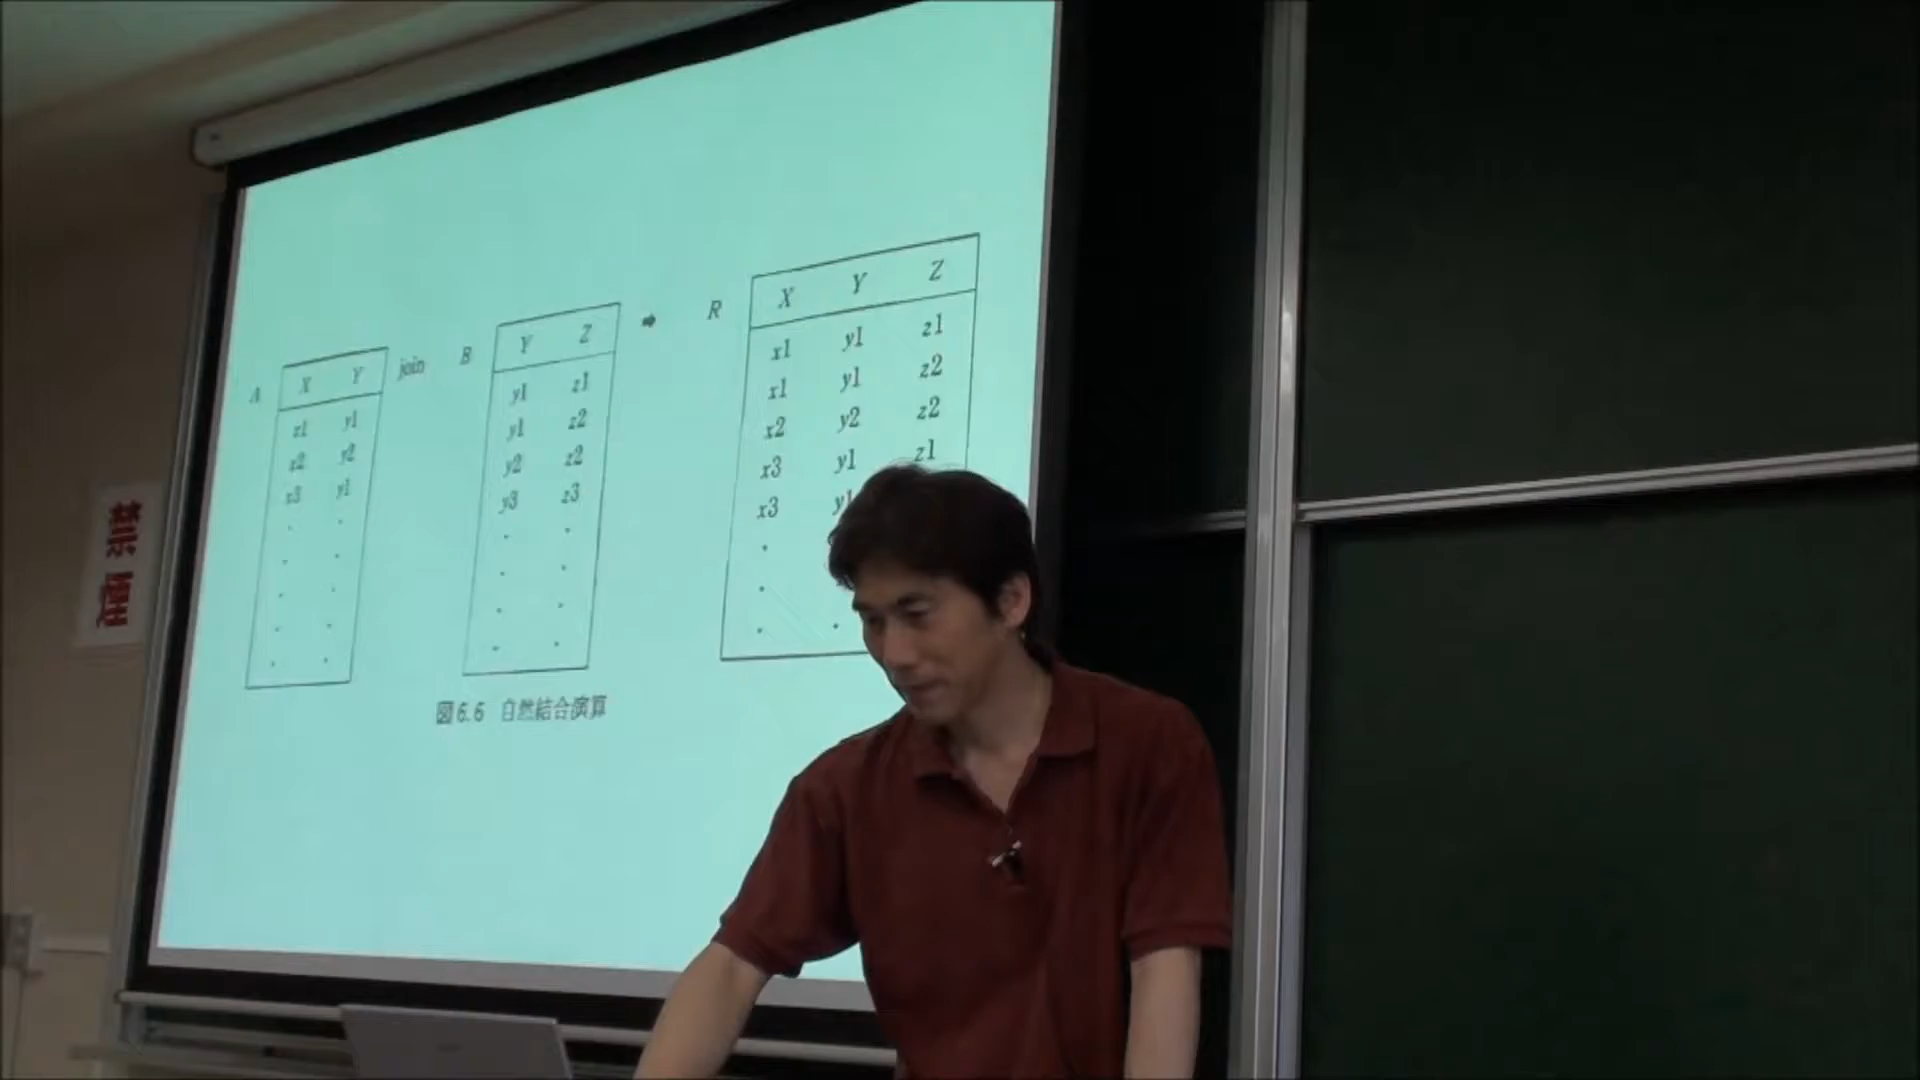 禁
煙
A
X Y
x1 y1
x2 y2
x3 y1
join
B
Y Z
y1 z1
y1 z2
y2 z2
y3 z3
⇒
R
X Y Z
x1 y1 z1
x1 y1 z2
x2 y2 z2
x3 y1 z1
x3 y1
図6.6 自然結合演算